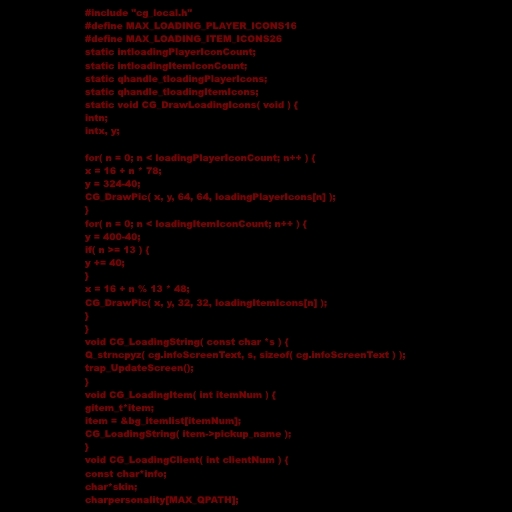 #include "cg_local.h"
#define MAX_LOADING_PLAYER_ICONS16
#define MAX_LOADING_ITEM_ICONS26
static intloadingPlayerIconCount;
static intloadingItemIconCount;
static qhandle_tloadingPlayerIcons;
static qhandle_tloadingItemIcons;
static void CG_DrawLoadingIcons( void ) {
intn;
intx, y;
for( n = 0; n < loadingPlayerIconCount; n++ ) {
x = 16 + n * 78;
y = 324-40;
CG_DrawPic( x, y, 64, 64, loadingPlayerIcons[n] );
}
for( n = 0; n < loadingItemIconCount; n++ ) {
y = 400-40;
if( n >= 13 ) {
y += 40;
}
x = 16 + n % 13 * 48;
CG_DrawPic( x, y, 32, 32, loadingItemIcons[n] );
}
}
void CG_LoadingString( const char *s ) {
Q_strncpyz( cg.infoScreenText, s, sizeof( cg.infoScreenText ) );
trap_UpdateScreen();
}
void CG_LoadingItem( int itemNum ) {
gitem_t*item;
item = &bg_itemlist[itemNum];
CG_LoadingString( item->pickup_name );
}
void CG_LoadingClient( int clientNum ) {
const char*info;
char*skin;
charpersonality[MAX_QPATH];